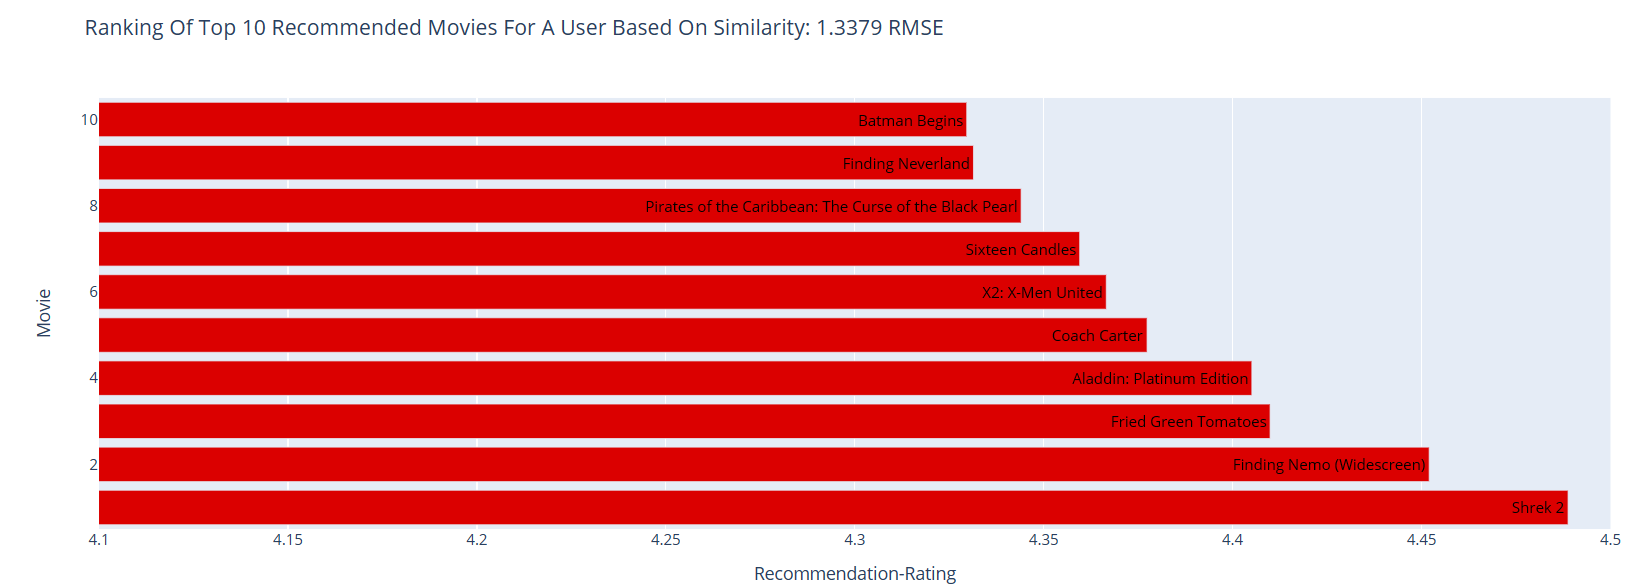 Ranking Of Top 10 Recommended Movies For A User Based On Similarity: 1.3379 RMSE
10
Batman Begins
Finding Neverland
8
Pirates of the Caribbean: The Curse of the Black Pearl
Sixteen Candles
6
X2: X-Men United
Movie
Coach Carter
4
Aladdin: Platinum Edition
Fried Green Tomatoes
2
Finding Nemo (Widescreen)
Shrek 2
4.1 4.15 4.2 4.25 4.3 4.35 4.4 4.45 4.5
Recommendation-Rating